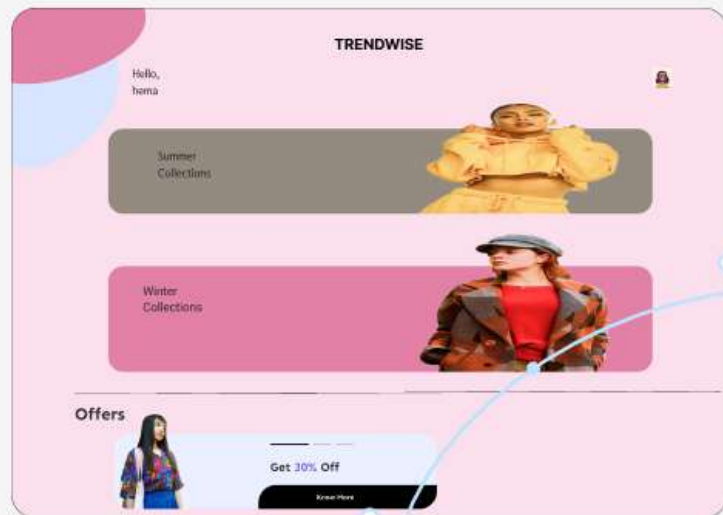 TRENDWISE
Hello,
hema
Summer
Collections
Winter
Collections
Offers
Get 30% Off
Know More